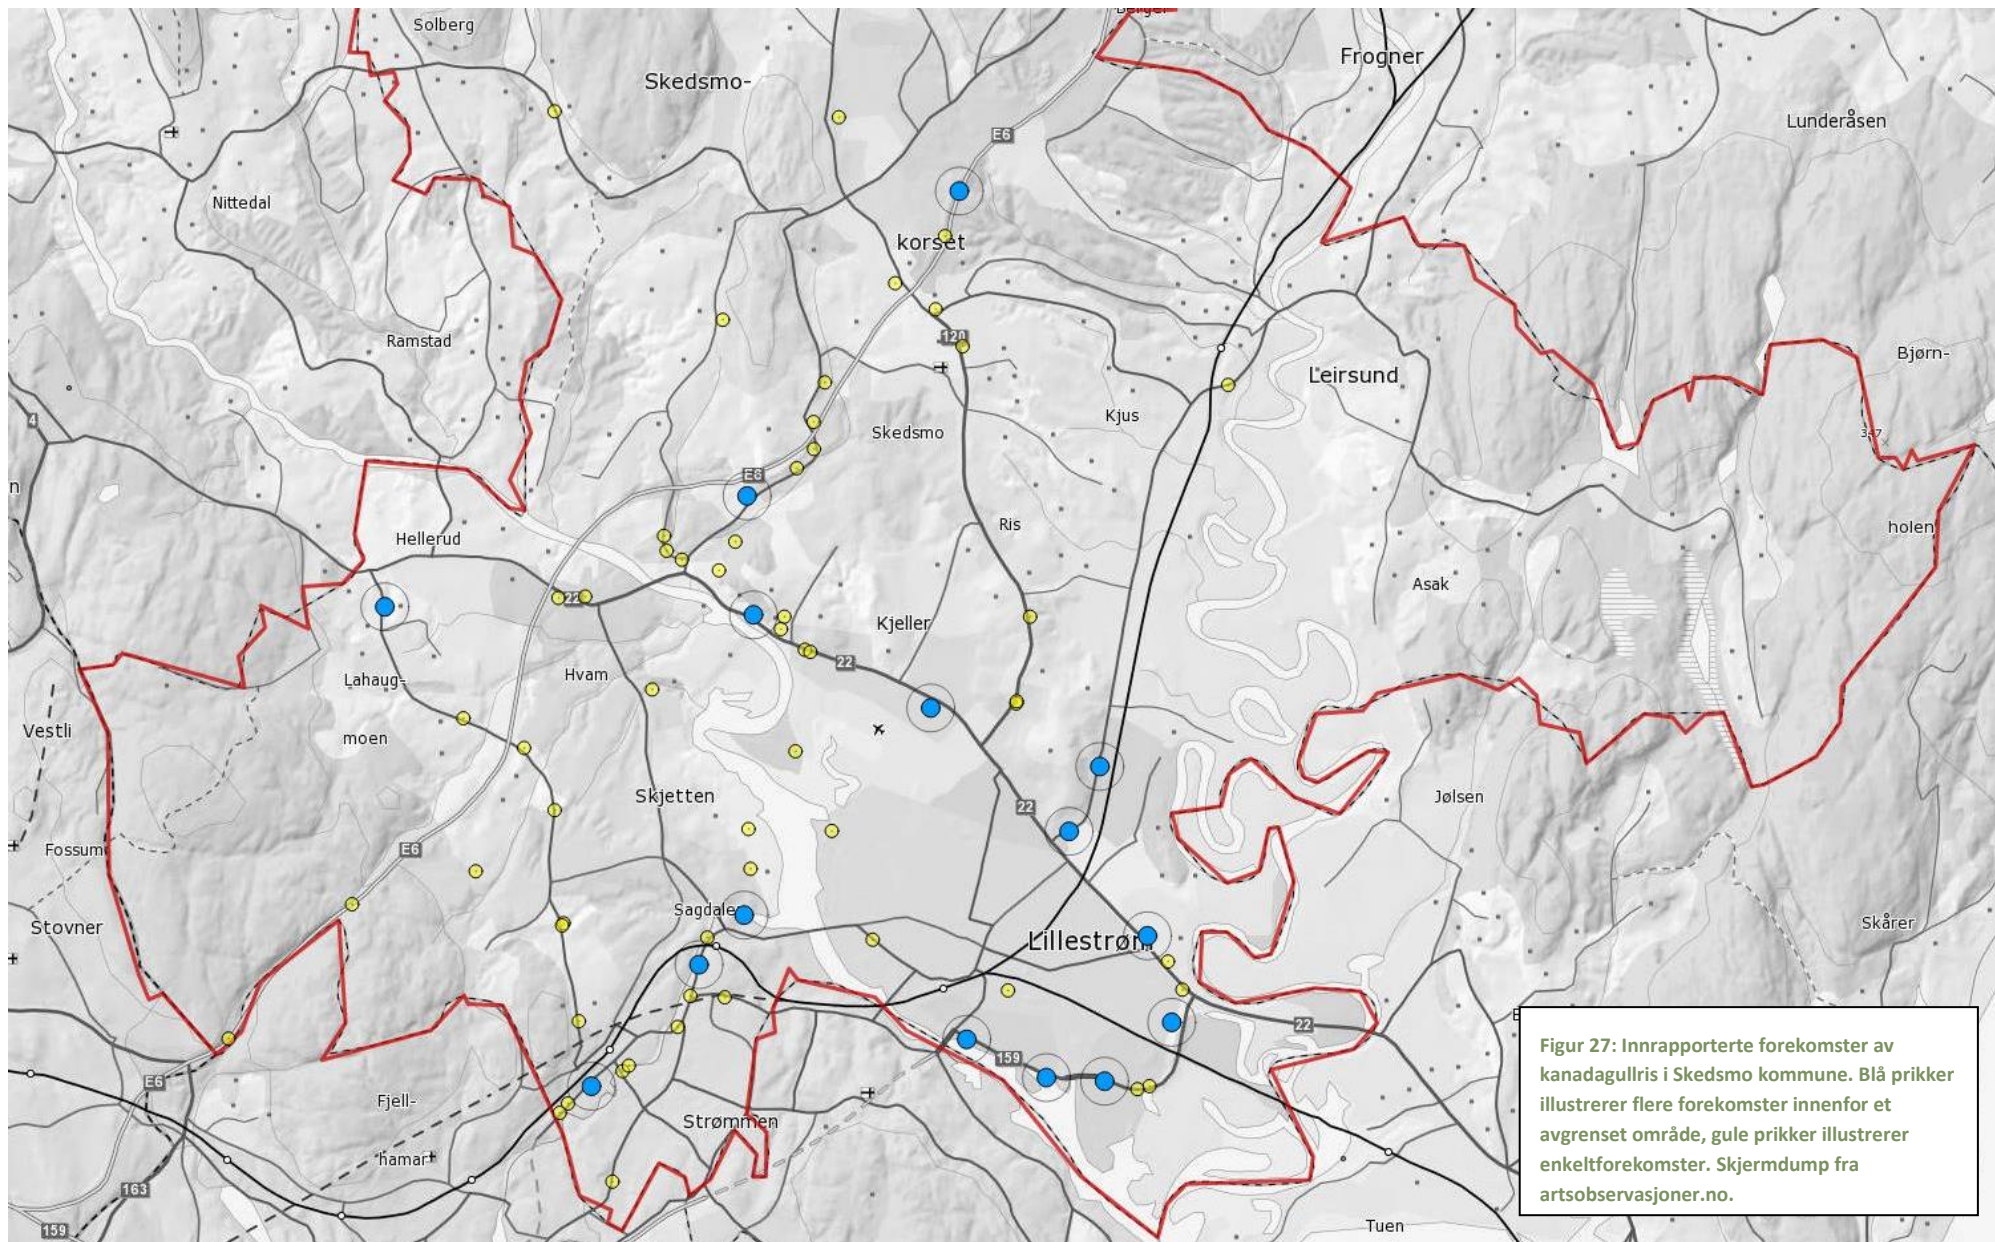 Solberg
Berger
Frogner
Skedsmo-
Lunderåsen
E6
Nittedal
korset
Ramstad
120
Bjørn-
Leirsund
4
Kjus
Skedsmo
347
E6
n
Ris
holen
Hellerud
Asak
22
Kjeller
22
Lahaug-
Hvam
Vestli
moen
Skjetten
Jølsen
22
E6
Fossum
Sagdalen
Skårer
Stovner
Lillestrøm
22
159
E6
Fjell-
Strømmen
hamar
163
159
Tuen
Figur 27: Innrapporterte forekomster av
kanadagullris i Skedsmo kommune. Blå prikker
illustrerer flere forekomster innenfor et
avgrenset område, gule prikker illustrerer
enkeltforekomster. Skjermdump fra
artsobservasjoner.no.